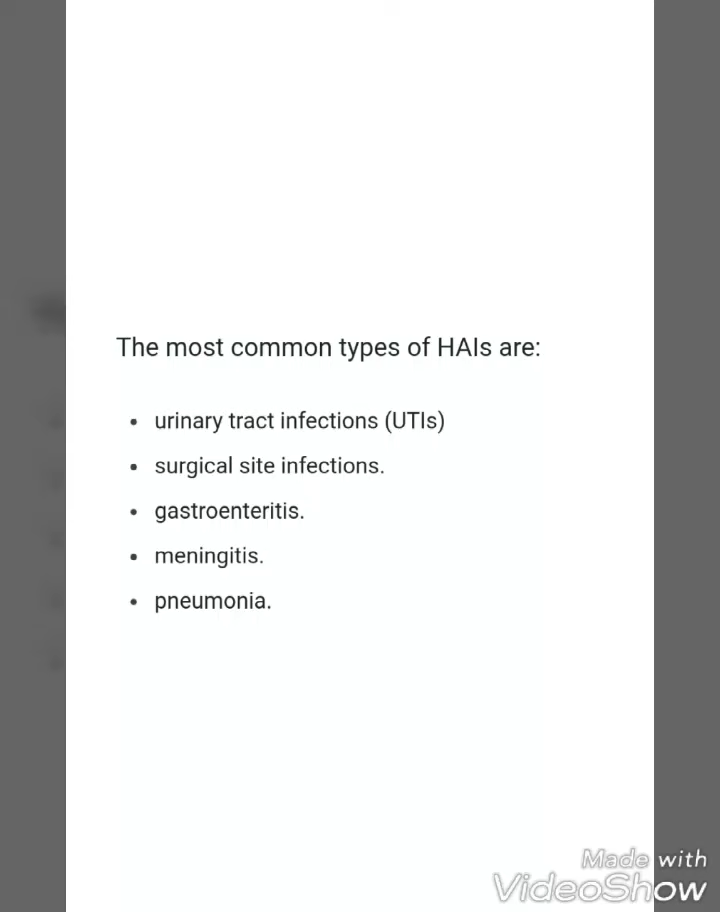 The most common types of HAIs are:
• urinary tract infections (UTIs)
• surgical site infections.
• gastroenteritis.
• meningitis.
• pneumonia.
Made with
VideoShow